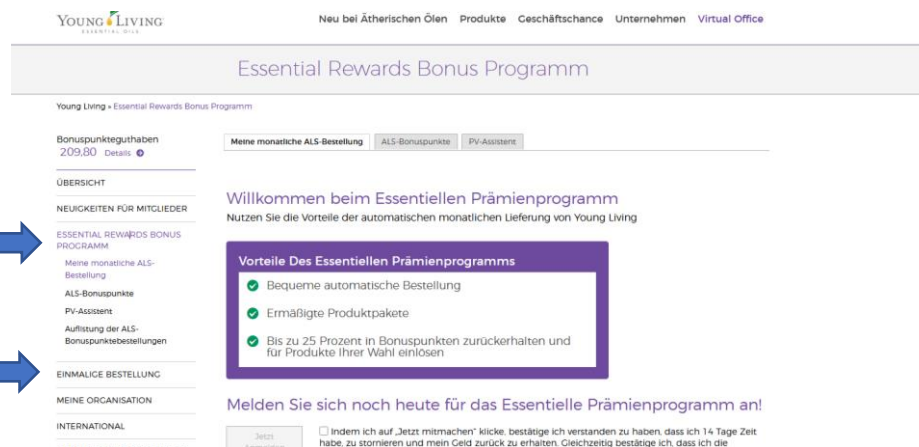 YOUNG LIVING
ESSENTIAL OILS
Neu bei Ätherischen Ölen Produkte Geschäftschance Unternehmen Virtual Office
Essential Rewards Bonus Programm
Young Living » Essential Rewards Bonus Programm
Bonuspunkteguthaben
209,80 Details
ÜBERSICHT
NEUIGKEITEN FÜR MITGLIEDER
ESSENTIAL REWARDS BONUS
PROGRAMM
Meine monatliche ALS-
Bestellung
ALS-Bonuspunkte
PV-Assistent
Auflistung der ALS-
Bonuspunktebestellungen
EINMALIGE BESTELLUNG
MEINE ORGANISATION
INTERNATIONAL
Meine monatliche ALS-Bestellung ALS-Bonuspunkte PV-Assistent
Willkommen beim Essentiellen Prämienprogramm
Nutzen Sie die Vorteile der automatischen monatlichen Lieferung von Young Living
Vorteile Des Essentiellen Prämienprogramms
Bequeme automatische Bestellung
Ermäßigte Produktpakete
Bis zu 25 Prozent in Bonuspunkten zurückerhalten und
für Produkte Ihrer Wahl einlösen
Melden Sie sich noch heute für das Essentielle Prämienprogramm an!
Jetzt
Indem ich auf „Jetzt mitmachen" klicke, bestätige ich verstanden zu haben, dass ich 14 Tage Zeit
habe, zu stornieren und mein Geld zurück zu erhalten. Gleichzeitig bestätige ich, dass ich die